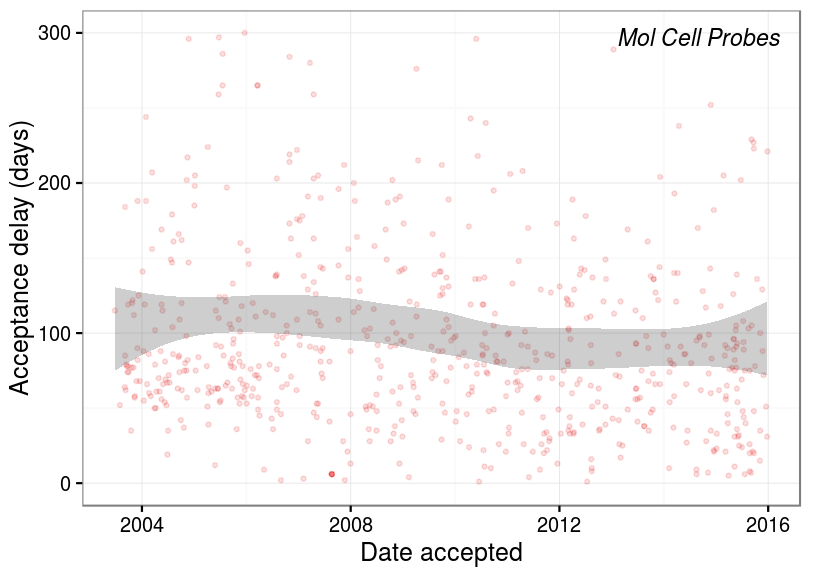 Mol Cell Probes
Acceptance delay (days)
300
200
100
0
2004 2008 2012 2016
Date accepted